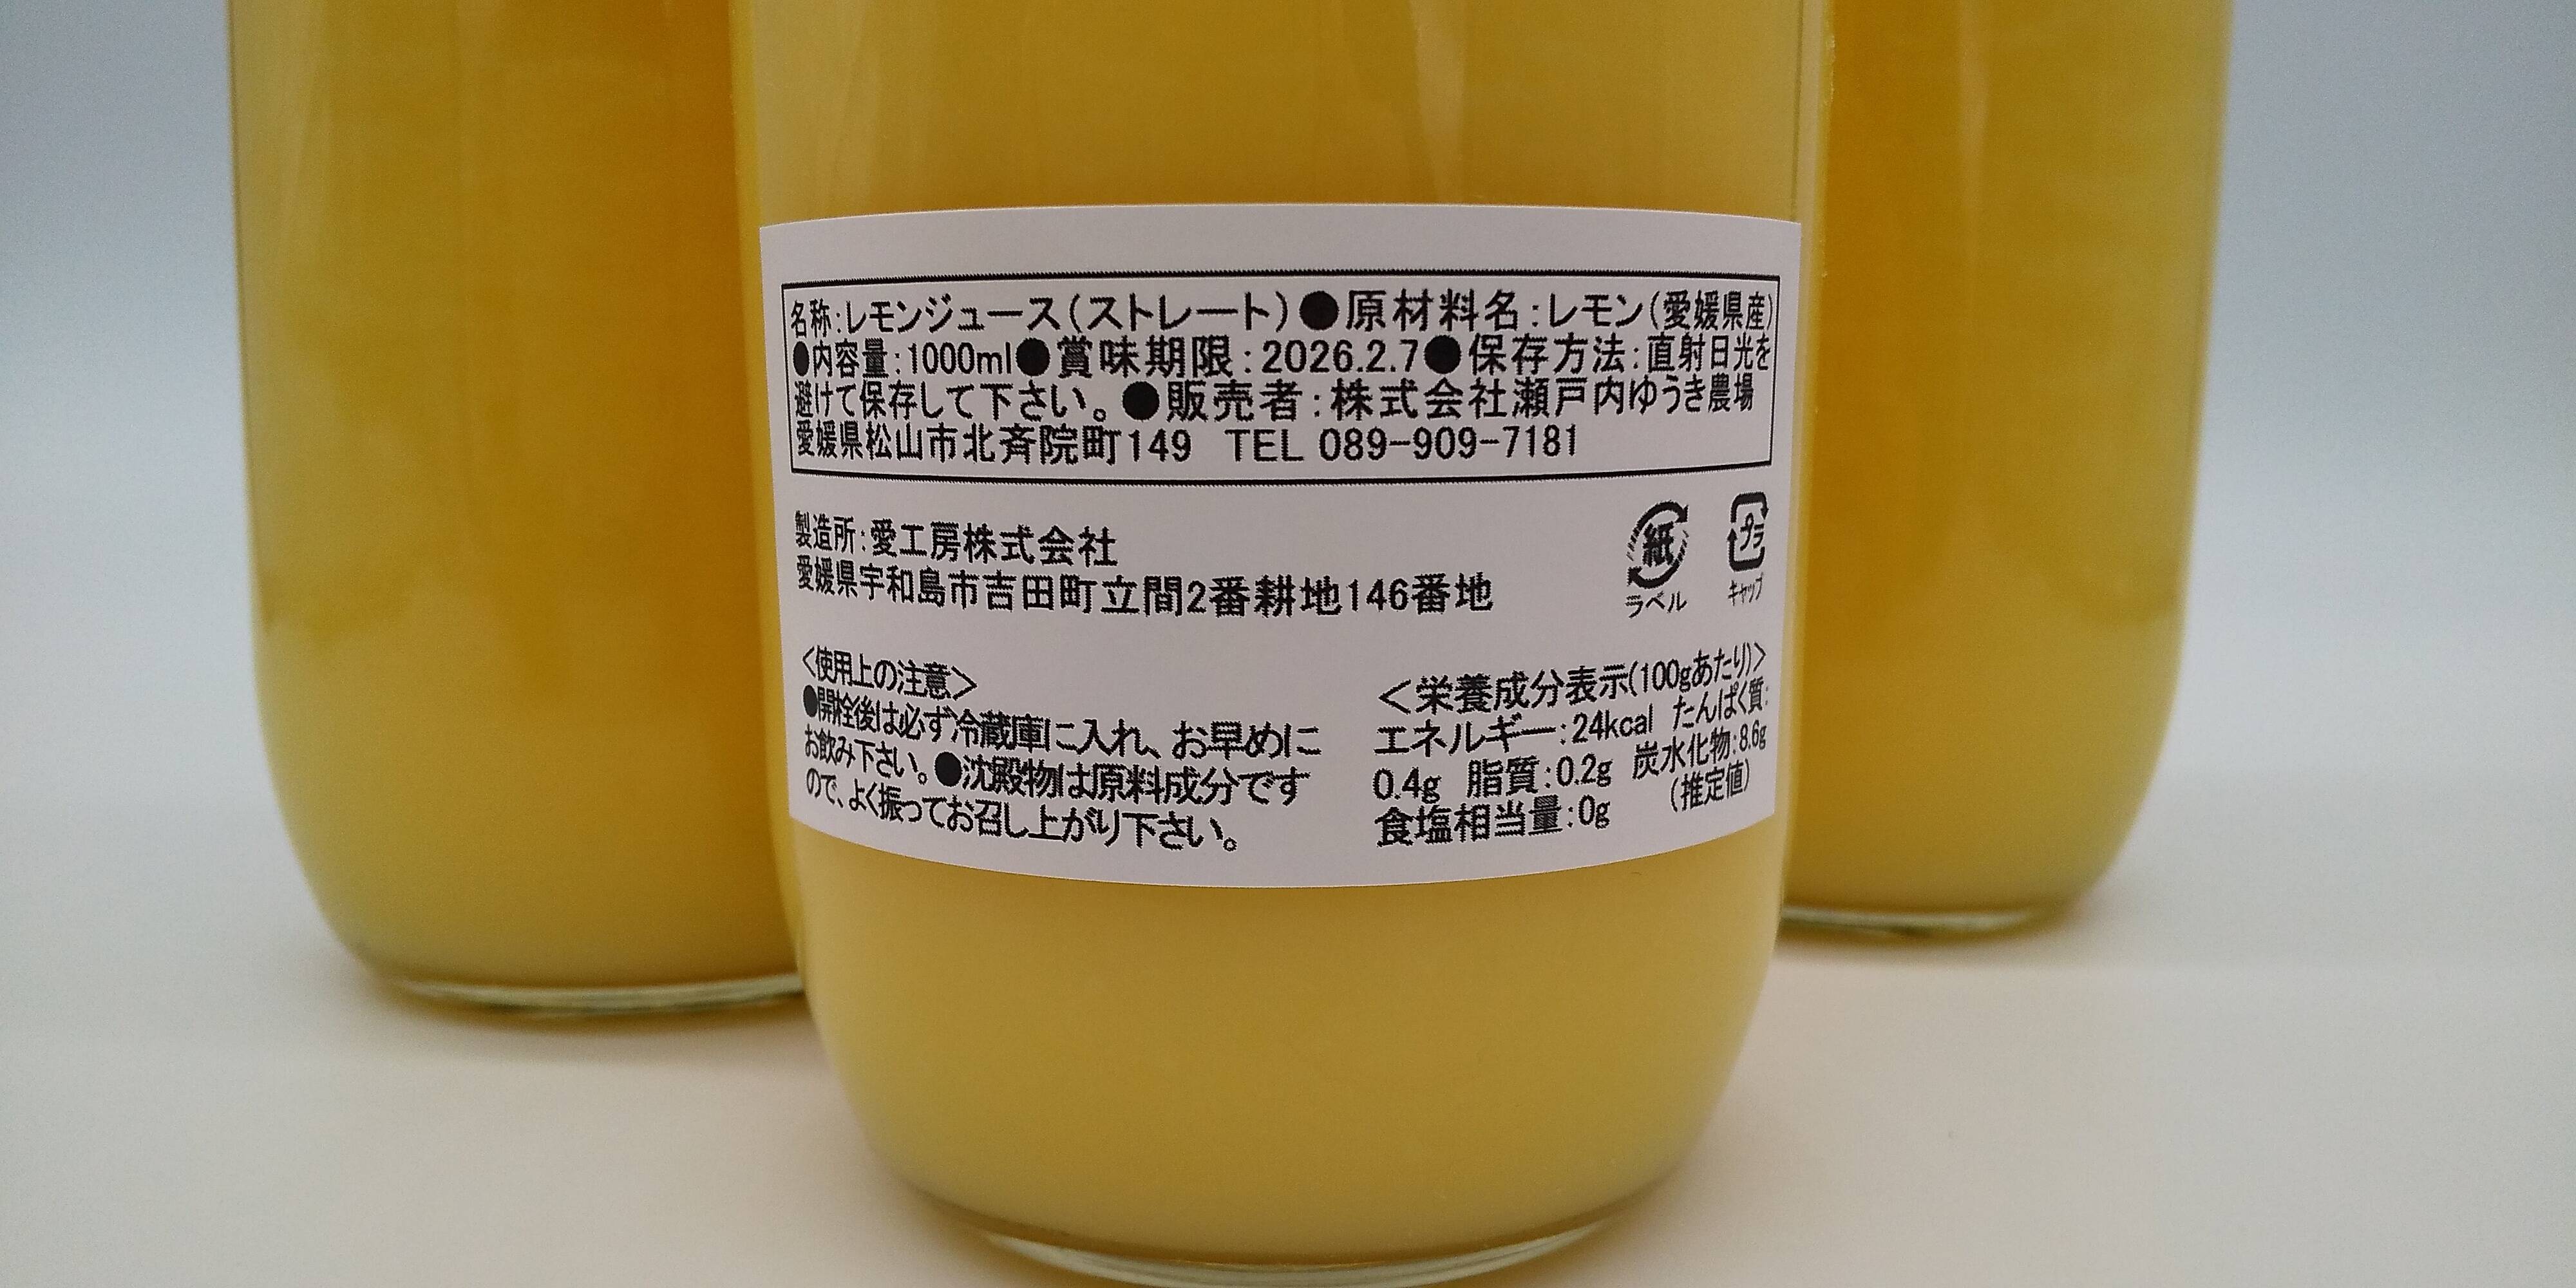 名称:レモンジュース(ストレート)●原材料名:レモン(愛媛県産)
●内容量:1000ml●賞味期限:2026.2.7●保存方法:直射日光を
避けて保存して下さい。●販売者:株式会社瀬戸内ゆうき農場
愛媛県松山市北斉院町149 TEL 089-909-7181
製造所:愛工房株式会社
愛媛県宇和島市吉田町立間2番耕地146番地
紙
ラベル
プラ
キャップ
<使用上の注意>
●開栓後は必ず冷蔵庫に入れ、お早めに
お飲み下さい。●沈殿物は原料成分です
ので、よく振ってお召し上がり下さい。
<栄養成分表示(100gあたり)>
エネルギー:24kcal たんぱく質:
0.4g 脂質:0.2g 炭水化物:8.6g
食塩相当量:0g (推定値)